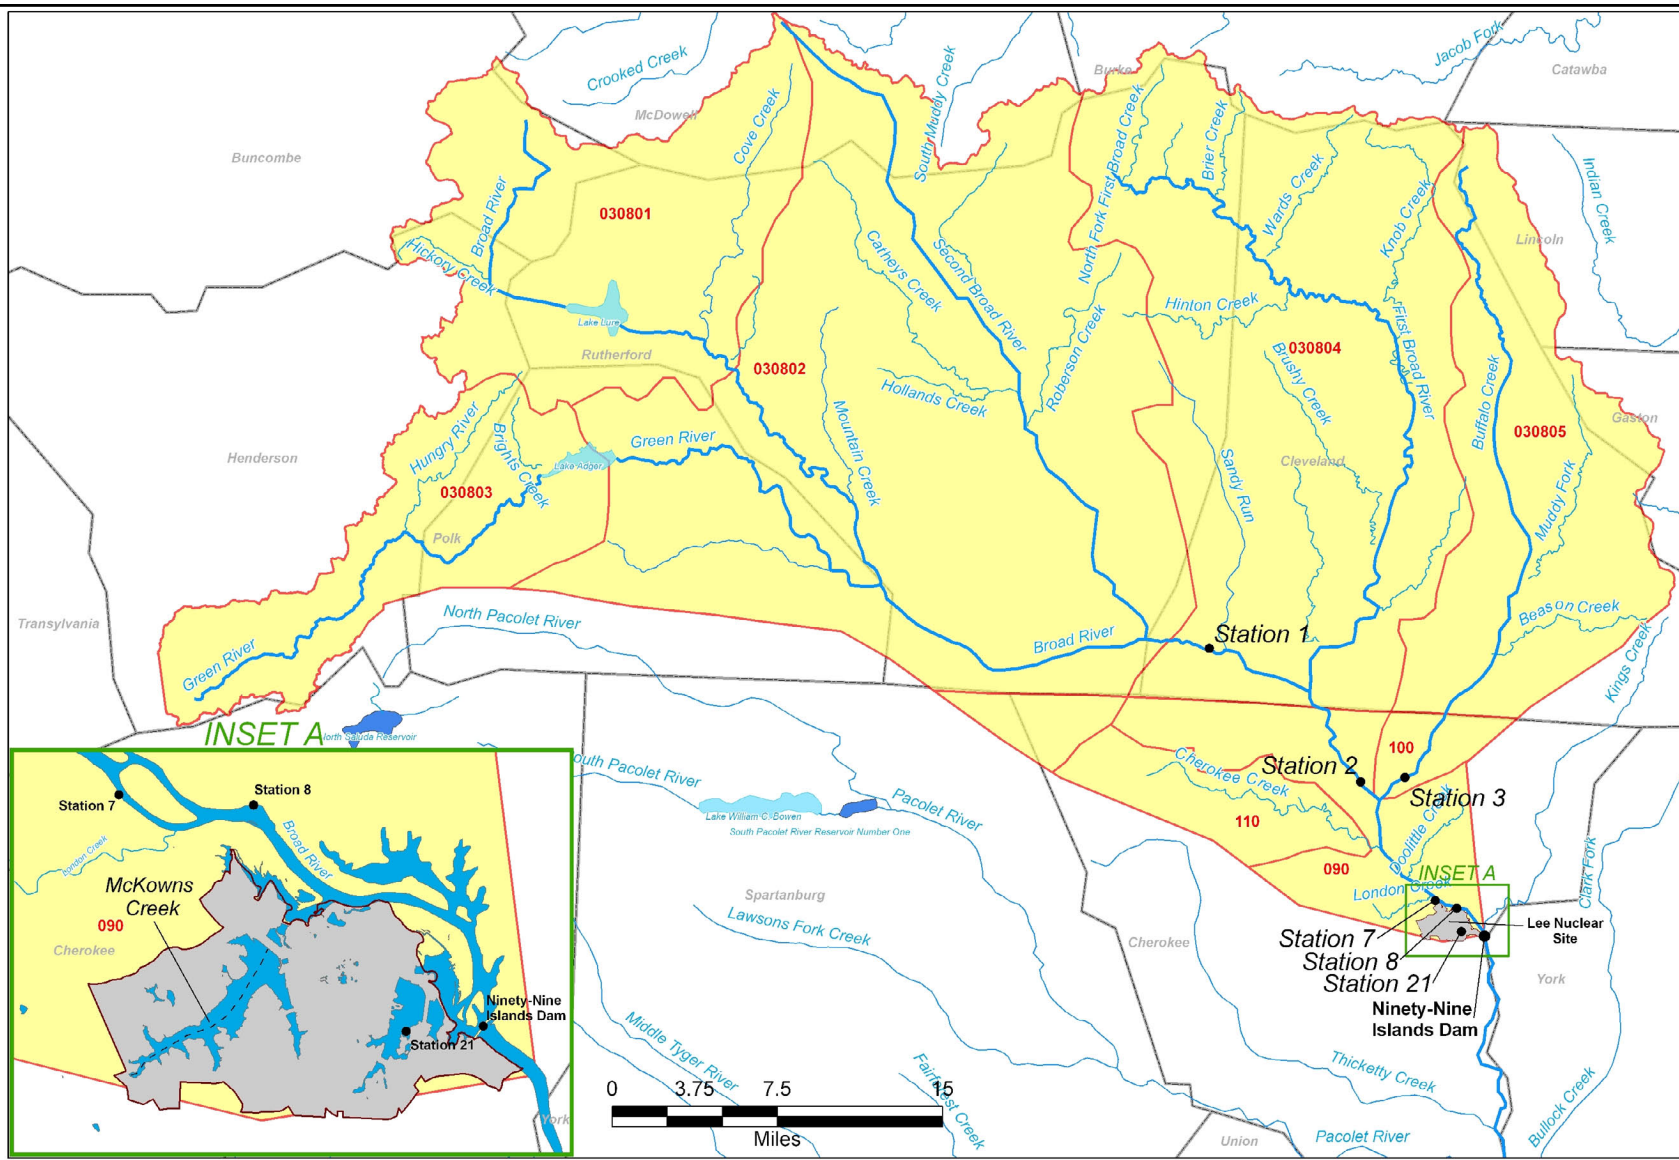 Crooked Creek
McDowell
South Muddy Creek
Burke
Jacob Fork
Catawba
Buncombe
Cove Creek
North Fork First Broad Creek
Brier Creek
Wards Creek
Knob Creek
Indian Creek
Lincoln
Broad River
030801
Hickory Creek
Catheys Creek
Second Broad River
Hinton Creek
First Broad River
Lake Lure
Rutherford
030802
Roberson Creek
030804
Brushy Creek
Buffalo Creek
Hollands Creek
Mountain Creek
Gaston
030805
Hungry River
Brights Creek
Green River
Henderson
Lake Adger
Sandy Run
Cleveland
Muddy Fork
030803
Polk
Transylvania
North Pacolet River
Broad River
Station 1
Beason Creek
Kings Creek
Green River
INSET A
orth Saluda Reservoir
outh Pacolet River
Cherokee Creek
100
Station 2
Station 3
Lake William C. Bowen
Pacolet River
South Pacolet River Reservoir Number One
110
Doolittle Creek
090
INSET A
London Creek
Clark Fork
Spartanburg
Lawsons Fork Creek
Cherokee
Lee Nuclear
Site
Station 7
Station 8
Station 21
York
Ninety-Nine
Islands Dam
Middle Tyger River
Fairforest Creek
Thicketty Creek
Bullock Creek
Union
Pacolet River
0
3.75
7.5
15
Miles
Station 7
Station 8
Broad River
London Creek
McKowns
Creek
090
Cherokee
Ninety-Nine
Islands Dam
Station 21
York